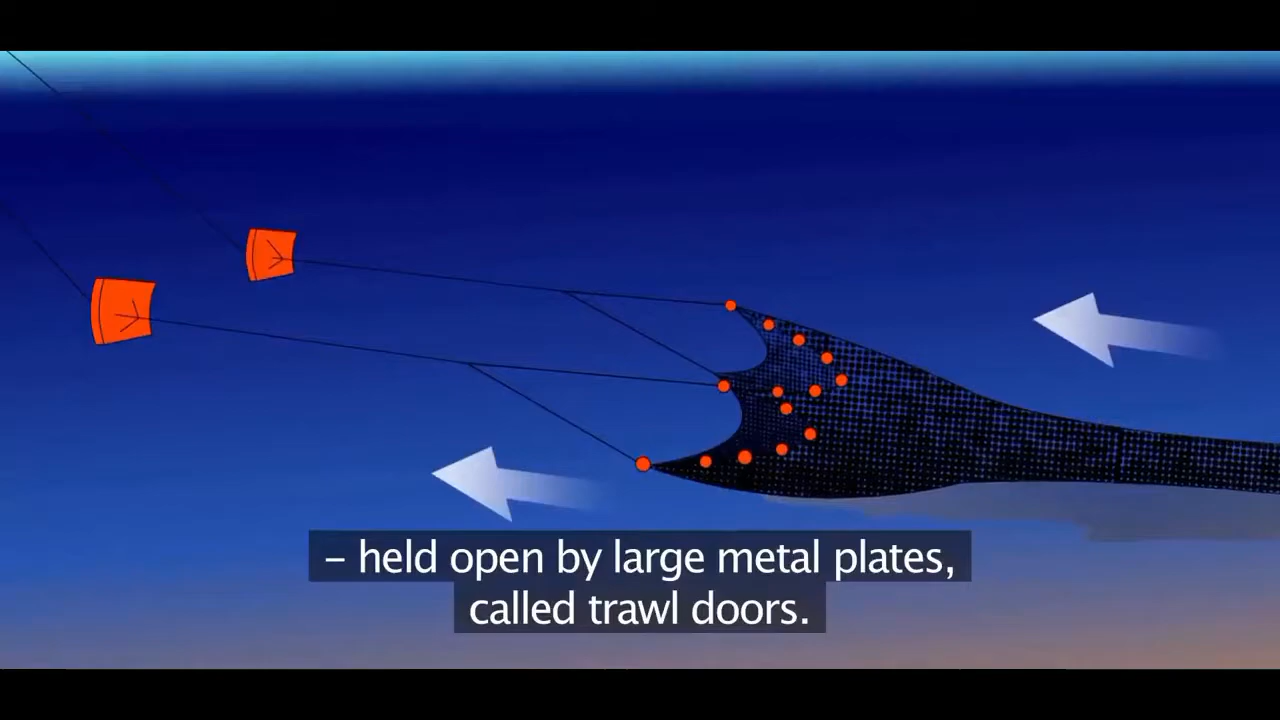 – held open by large metal plates,
called trawl doors.